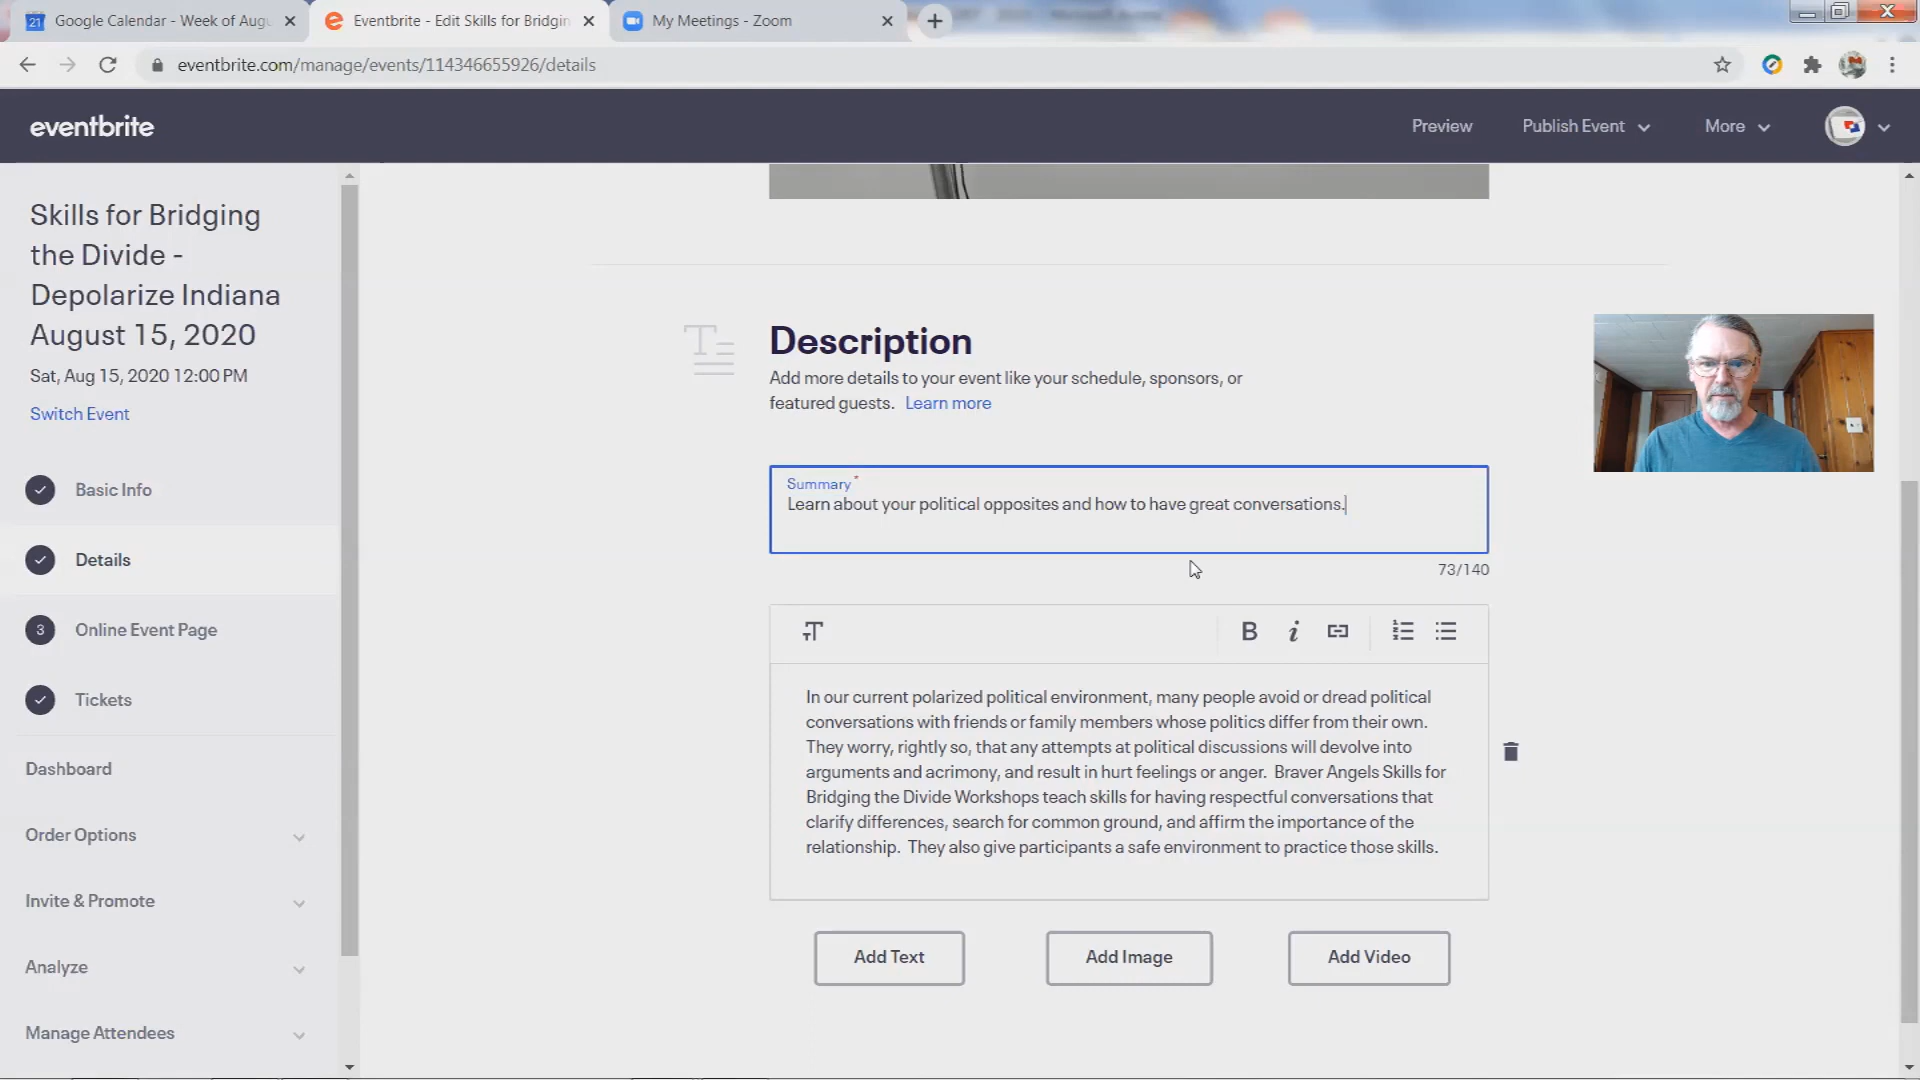 21 Google Calendar - Week of Augu
Eventbrite - Edit Skills for Bridgin
My Meetings - Zoom
eventbrite.com/manage/events/114346655926/details
eventbrite
Preview
Publish Event
More
Skills for Bridging
the Divide -
Depolarize Indiana
August 15, 2020
Sat, Aug 15, 2020 12:00 PM
Switch Event
Basic Info
Details
3 Online Event Page
Tickets
Dashboard
Order Options
Invite & Promote
Analyze
Manage Attendees
Description
Add more details to your event like your schedule, sponsors, or
featured guests. Learn more
Summary *
Learn about your political opposites and how to have great conversations.
73/140
B i
In our current polarized political environment, many people avoid or dread political
conversations with friends or family members whose politics differ from their own.
They worry, rightly so, that any attempts at political discussions will devolve into
arguments and acrimony, and result in hurt feelings or anger. Braver Angels Skills for
Bridging the Divide Workshops teach skills for having respectful conversations that
clarify differences, search for common ground, and affirm the importance of the
relationship. They also give participants a safe environment to practice those skills.
Add Text
Add Image
Add Video